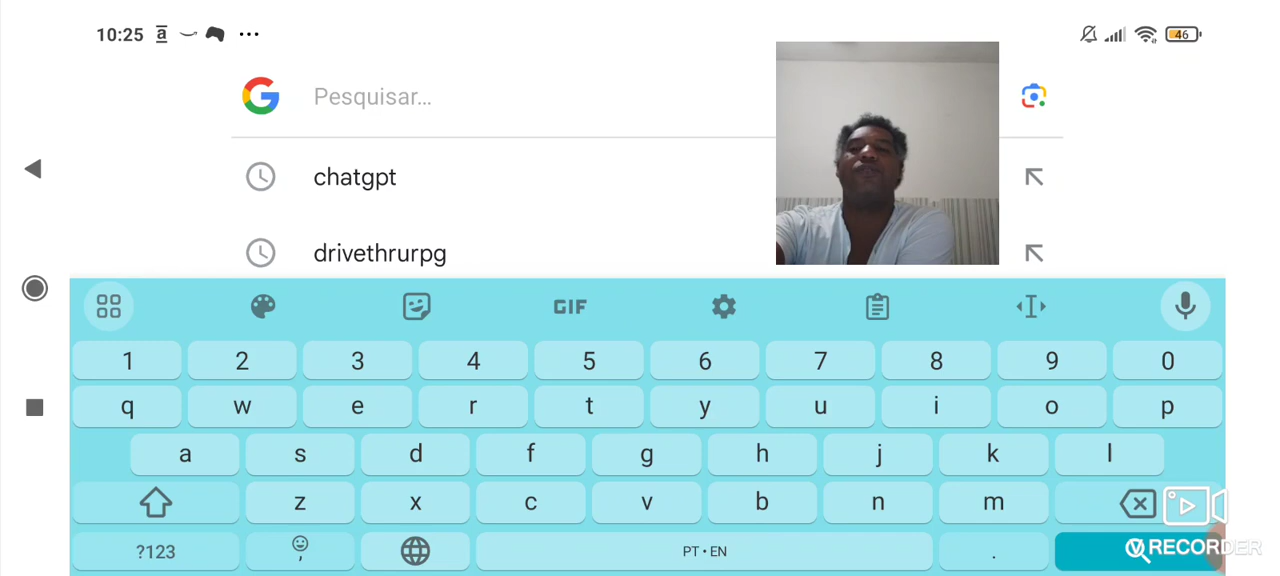 10:25 a 46
Pesquisar...
chatgpt
drivethrurpg
GIF
1 2 3 4 5 6 7 8 9 0
q w e r t y u i o p
a s d f g h j k l
z x c v b n m
?123 , PT • EN .
VRECORDER